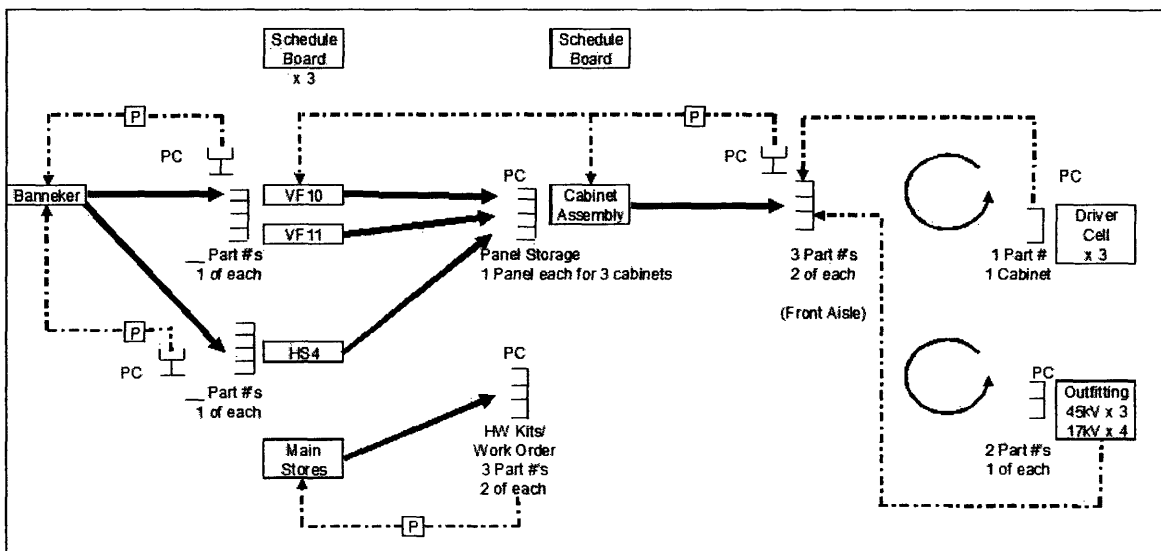 Schedule
Board
x 3
Schedule
Board
P
P
PC
PC
PC
PC
Banneker
VF10
VF11
Cabinet
Assembly
Driver
Cell
x 3
__ Part #'s
1 of each
Panel Storage
1 Panel each for 3 cabinets
3 Part #'s
2 of each
1 Part #
1 Cabinet
(Front Aisle)
P
PC
HS4
PC
PC
__ Part #'s
1 of each
Outfitting
45kV x 3
17kV x 4
HW Kits/
Work Order
3 Part #'s
2 of each
Main
Stores
2 Part #'s
1 of each
P